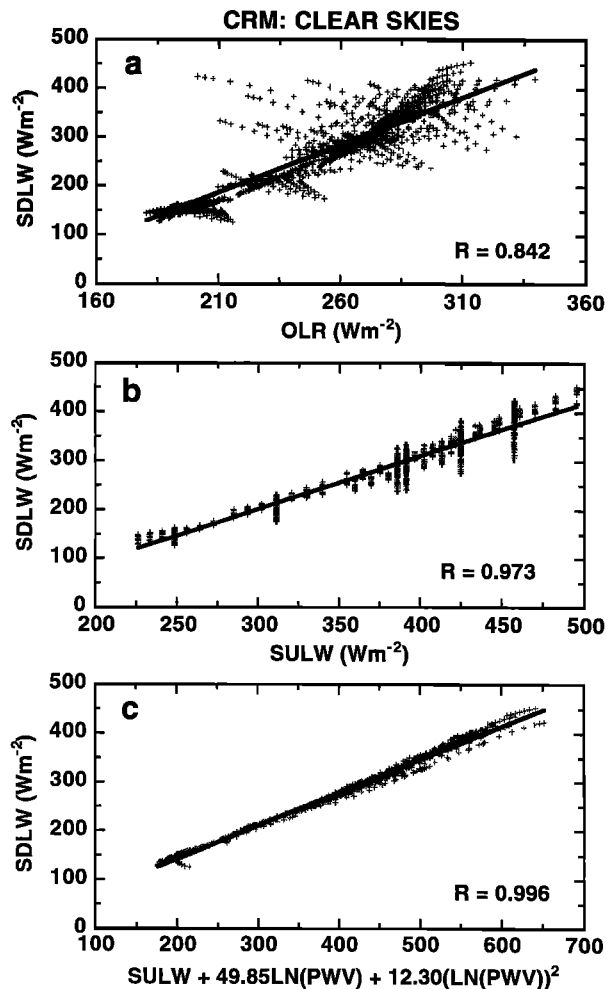 CRM: CLEAR SKIES
a
SDLW (Wm⁻²)
500
400
300
200
100
0
R = 0.842
160 210 260 310 360
OLR (Wm⁻²)
b
SDLW (Wm⁻²)
500
400
300
200
100
0
R = 0.973
200 250 300 350 400 450 500
SULW (Wm⁻²)
c
SDLW (Wm⁻²)
500
400
300
200
100
0
R = 0.996
100 200 300 400 500 600 700
SULW + 49.85LN(PWV) + 12.30(LN(PWV))²